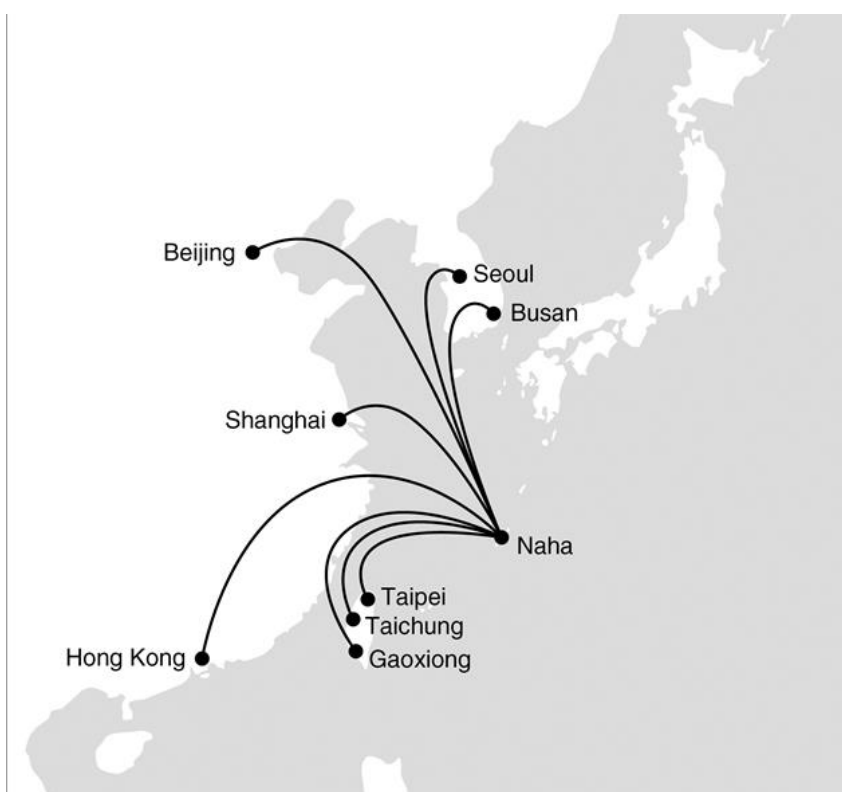 Beijing
Seoul
Busan
Shanghai
Naha
Taipei
Taichung
Hong Kong
Gaoxiong